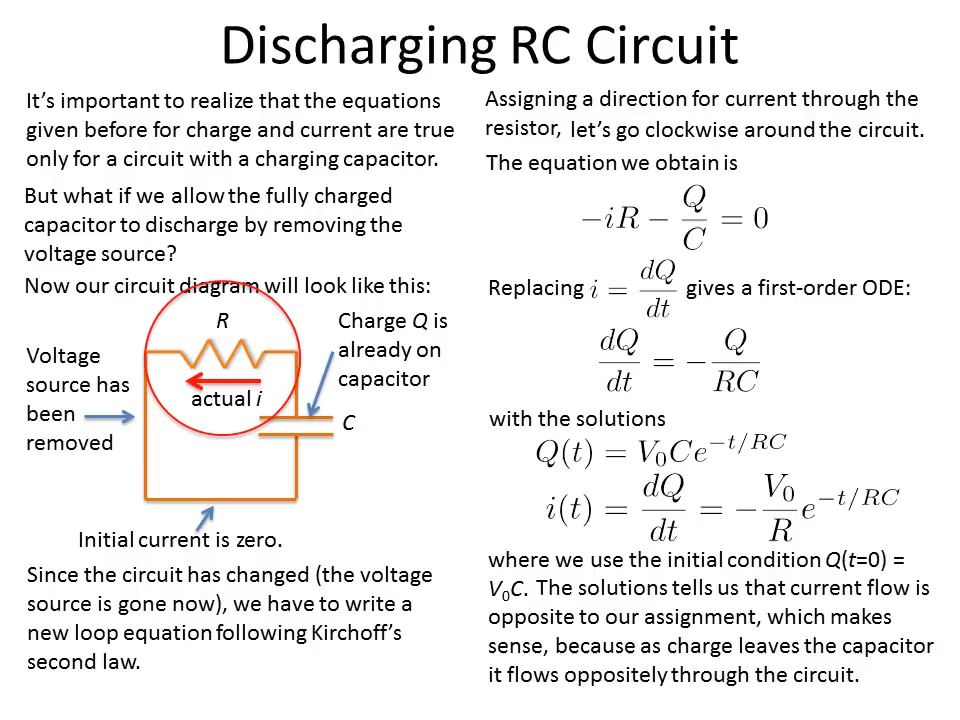 Discharging RC Circuit
It's important to realize that the equations
given before for charge and current are true
only for a circuit with a charging capacitor.
But what if we allow the fully charged
capacitor to discharge by removing the
voltage source?
Now our circuit diagram will look like this:
R
Charge Q is
already on
capacitor
Voltage
source has
been
removed
actual i
C
Initial current is zero.
Since the circuit has changed (the voltage
source is gone now), we have to write a
new loop equation following Kirchoff's
second law.
Assigning a direction for current through the
resistor, let's go clockwise around the circuit.
The equation we obtain is
−iR − Q/C = 0
Replacing i = dQ/dt gives a first-order ODE:
dQ/dt = −Q/RC
with the solutions
Q(t) = V₀Ce^(−t/RC)
i(t) = dQ/dt = −V₀/R e^(−t/RC)
where we use the initial condition Q(t=0) =
V₀C. The solutions tells us that current flow is
opposite to our assignment, which makes
sense, because as charge leaves the capacitor
it flows oppositely through the circuit.